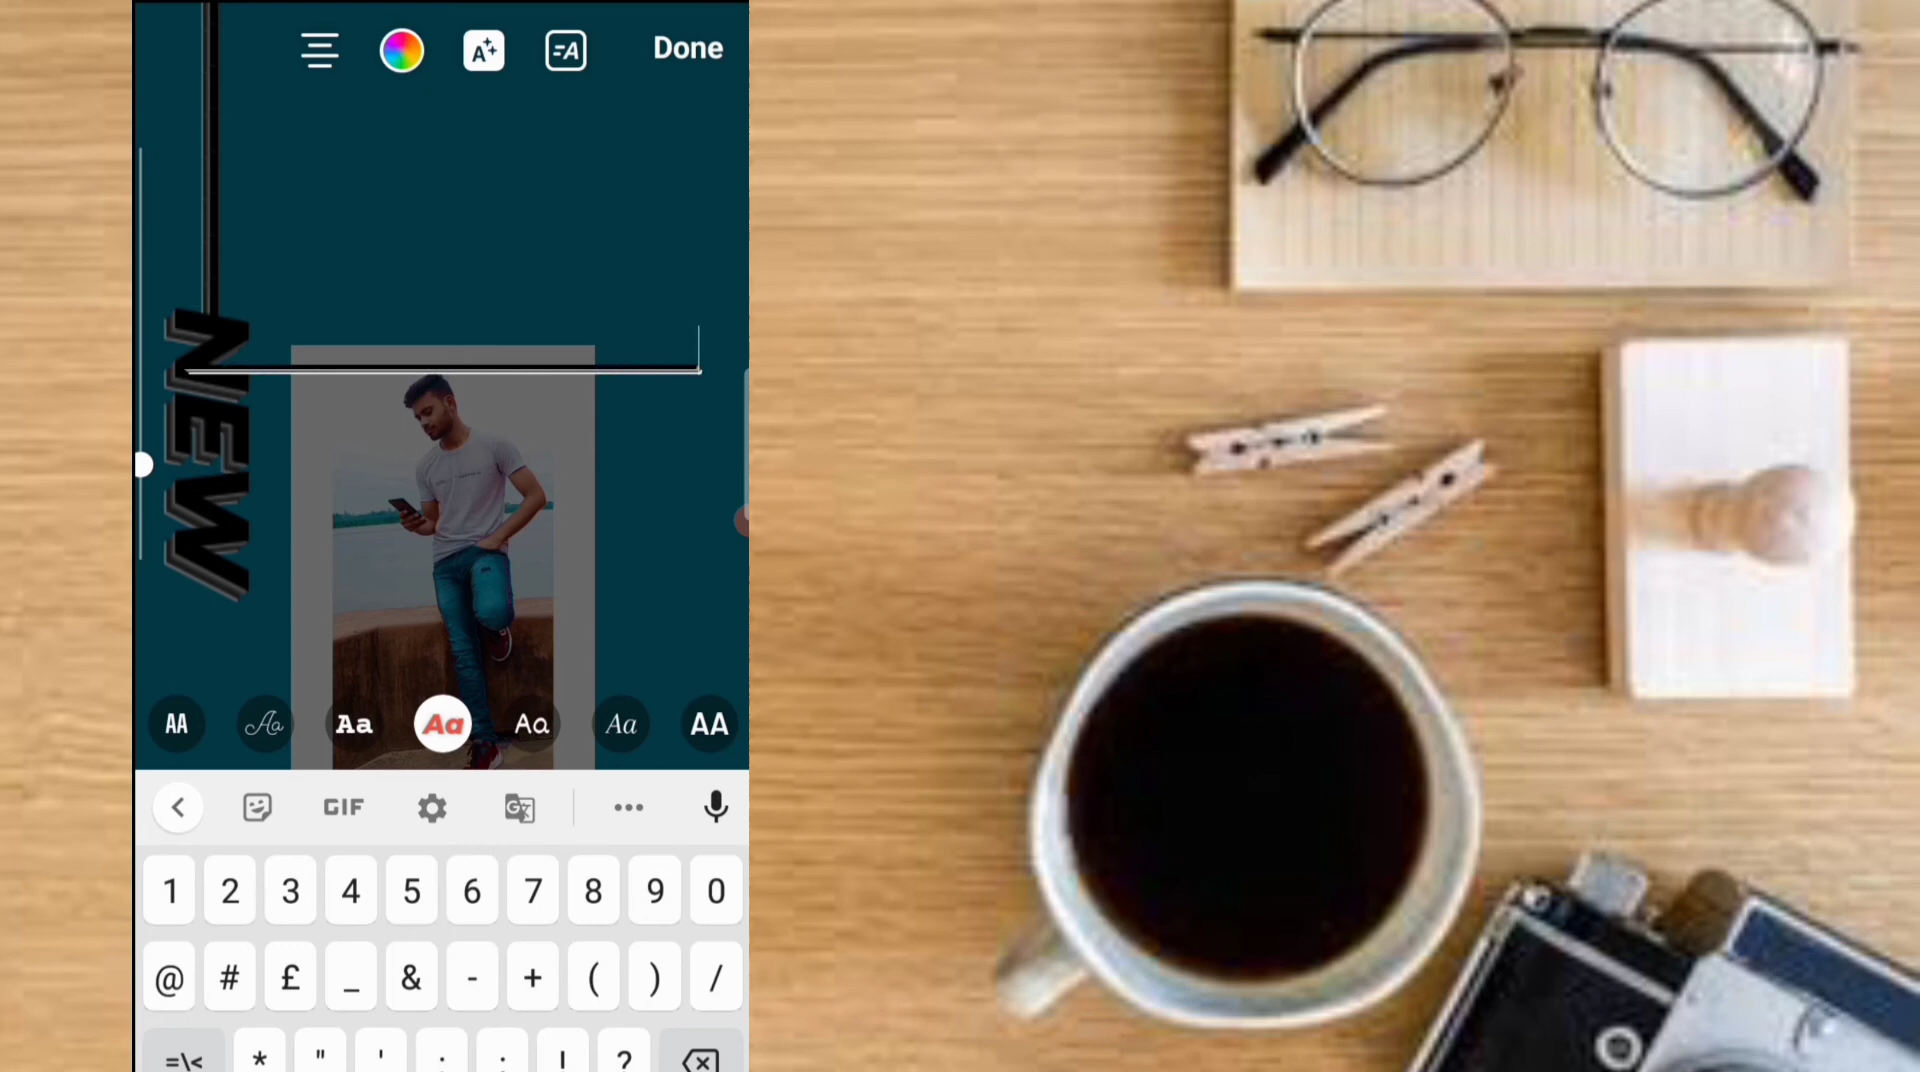 A
=A
Done
NEW
AA Aa Aa Aa Aa Aa AA
GIF G
1 2 3 4 5 6 7 8 9 0
@ # £ _ & - + ( ) /
=\< * " ' : ; ! ?